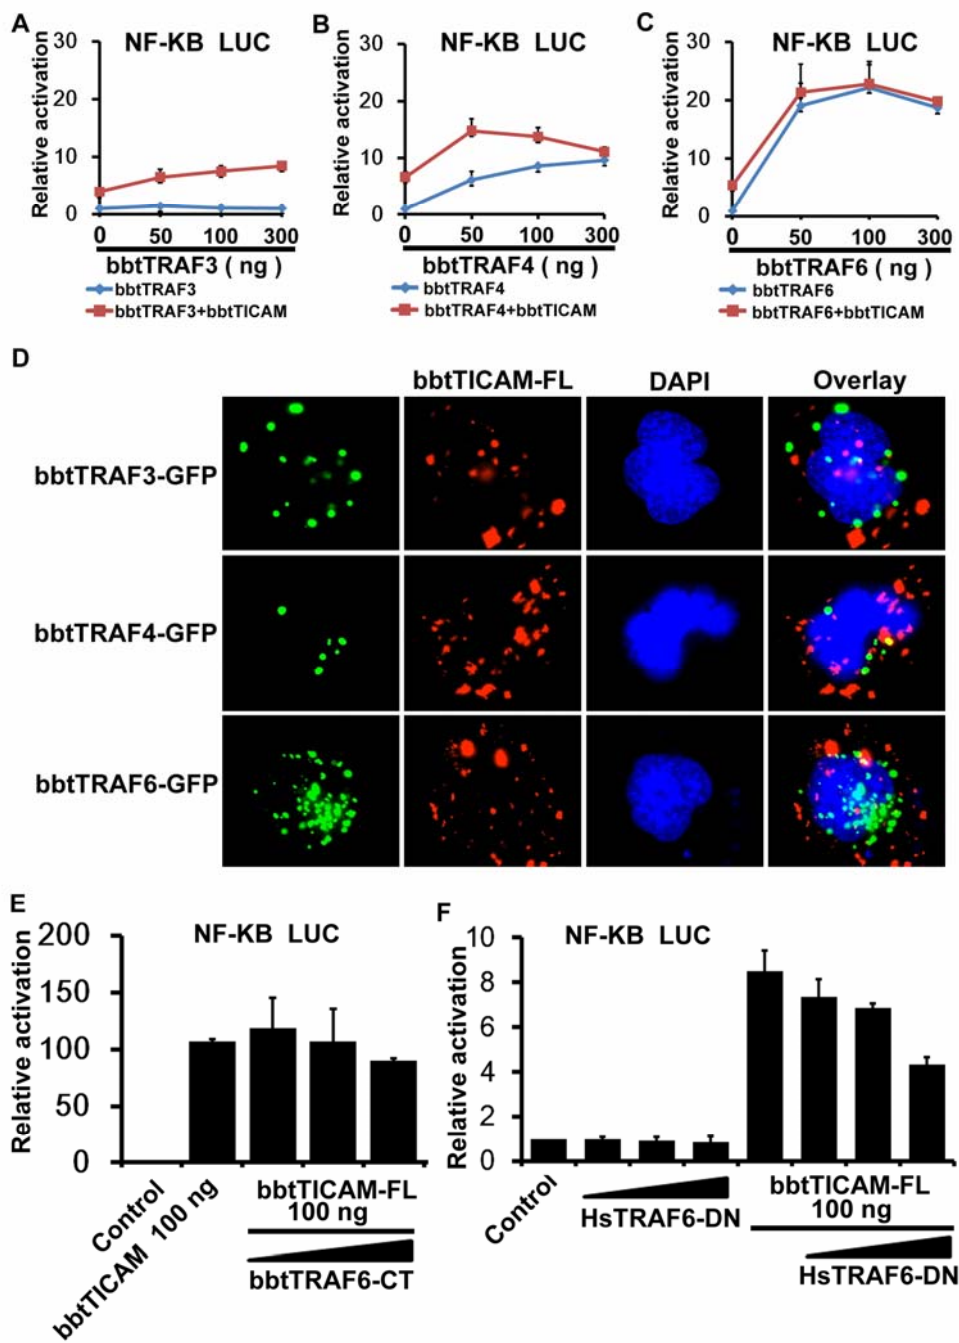 A
NF-KB LUC
Relative activation
30
20
10
0
0 50 100 300
bbtTRAF3 ( ng )
bbtTRAF3
bbtTRAF3+bbtTICAM
B
NF-KB LUC
Relative activation
30
20
10
0
0 50 100 300
bbtTRAF4 ( ng )
bbtTRAF4
bbtTRAF4+bbtTICAM
C
NF-KB LUC
Relative activation
30
20
10
0
0 50 100 300
bbtTRAF6 ( ng )
bbtTRAF6
bbtTRAF6+bbtTICAM
D
bbtTICAM-FL DAPI Overlay
bbtTRAF3-GFP
bbtTRAF4-GFP
bbtTRAF6-GFP
E
NF-KB LUC
Relative activation
200
150
100
50
0
Control
bbtTICAM 100 ng
bbtTICAM-FL
100 ng
bbtTRAF6-CT
F
NF-KB LUC
Relative activation
10
8
6
4
2
0
Control
HsTRAF6-DN
bbtTICAM-FL
100 ng
HsTRAF6-DN